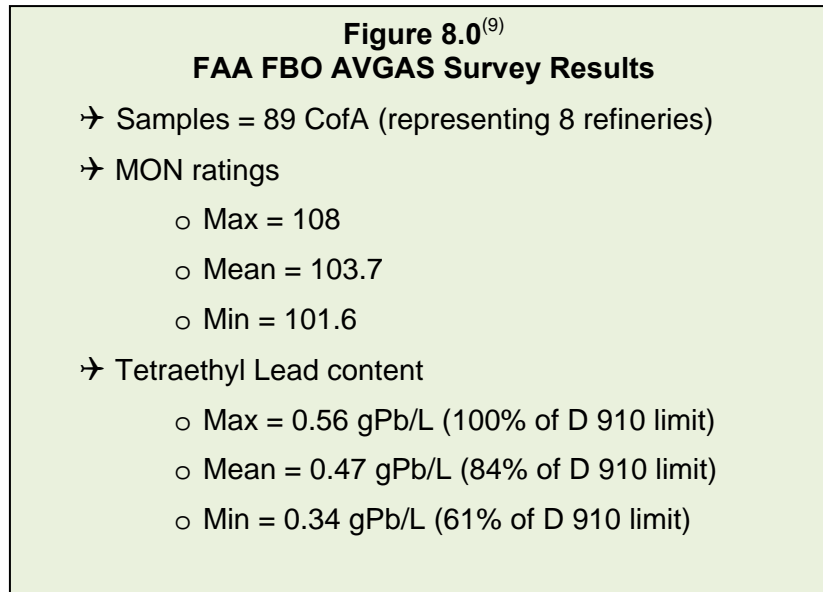 Figure 8.0(9)
FAA FBO AVGAS Survey Results
✈ Samples = 89 CofA (representing 8 refineries)
✈ MON ratings
o Max = 108
o Mean = 103.7
o Min = 101.6
✈ Tetraethyl Lead content
o Max = 0.56 gPb/L (100% of D 910 limit)
o Mean = 0.47 gPb/L (84% of D 910 limit)
o Min = 0.34 gPb/L (61% of D 910 limit)